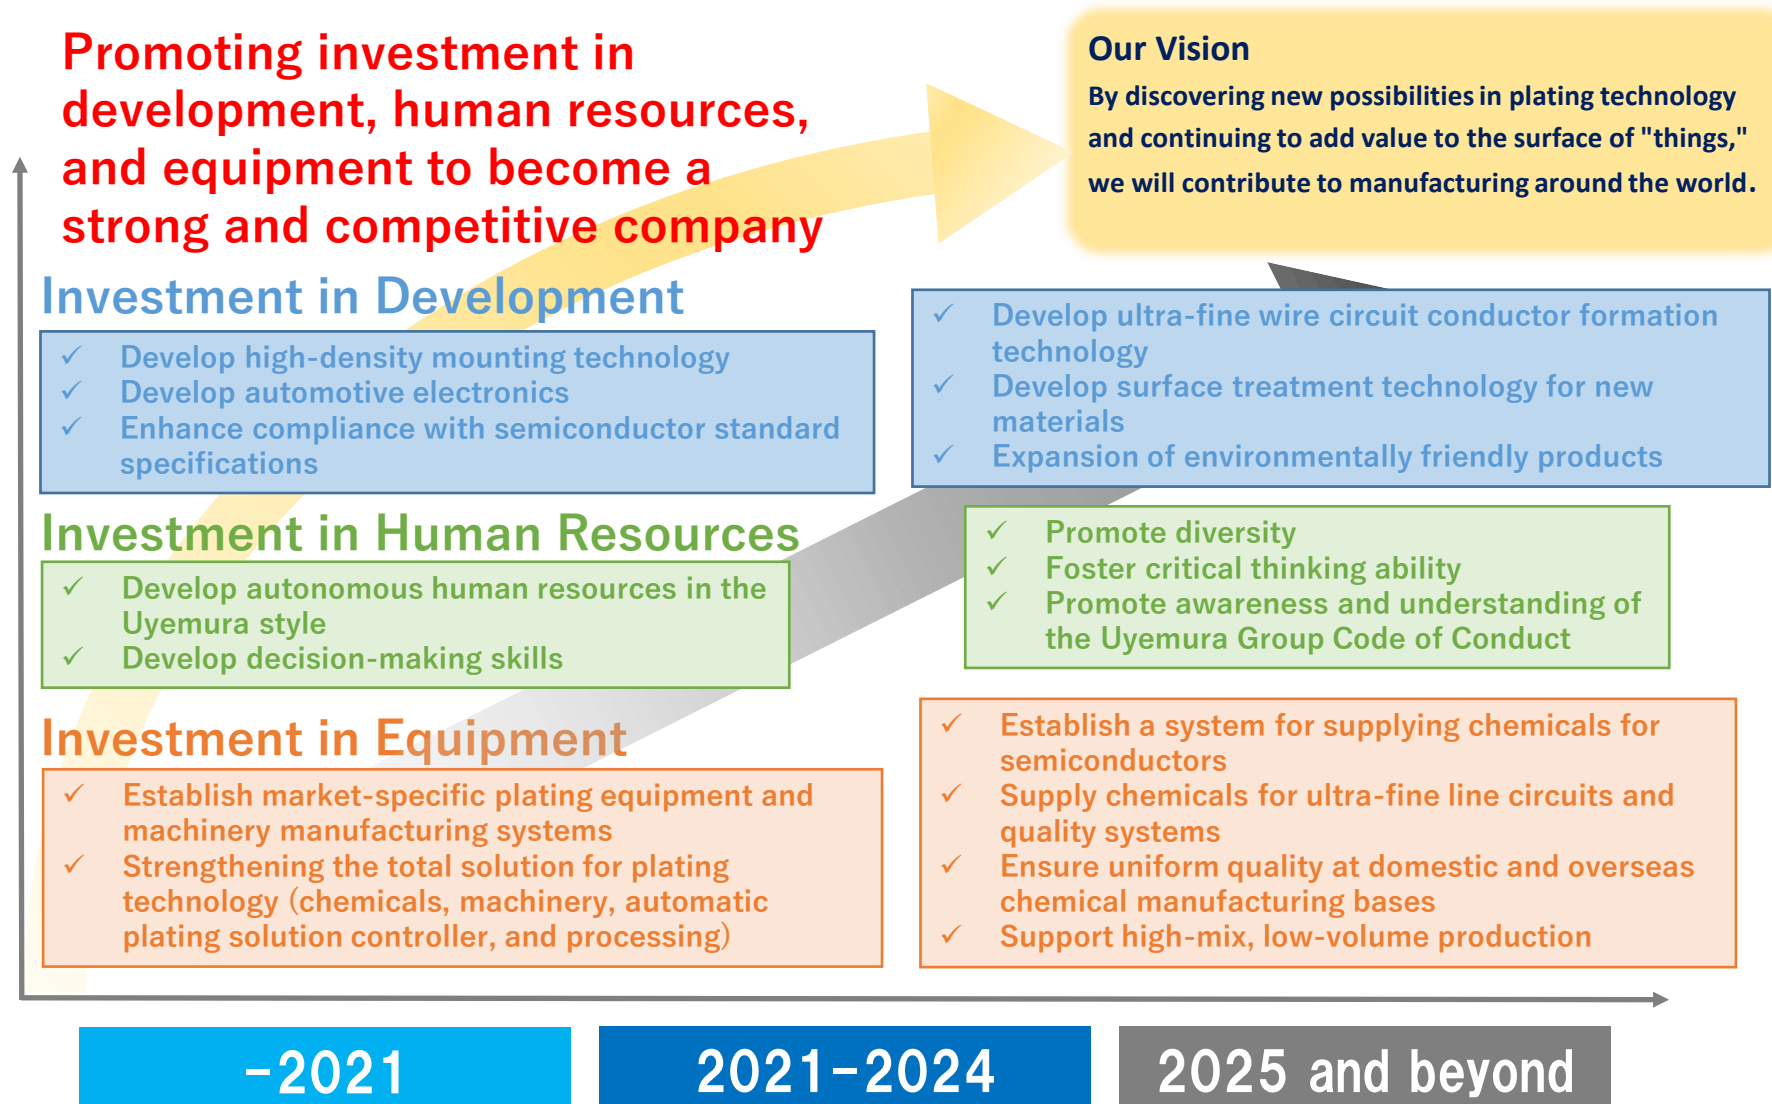 Promoting investment in
development, human resources,
and equipment to become a
strong and competitive company
Our Vision
By discovering new possibilities in plating technology
and continuing to add value to the surface of "things,"
we will contribute to manufacturing around the world.
Investment in Development
✓ Develop high-density mounting technology
✓ Develop automotive electronics
✓ Enhance compliance with semiconductor standard
specifications
✓ Develop ultra-fine wire circuit conductor formation
technology
✓ Develop surface treatment technology for new
materials
✓ Expansion of environmentally friendly products
Investment in Human Resources
✓ Develop autonomous human resources in the
Uyemura style
✓ Develop decision-making skills
✓ Promote diversity
✓ Foster critical thinking ability
✓ Promote awareness and understanding of
the Uyemura Group Code of Conduct
Investment in Equipment
✓ Establish market-specific plating equipment and
machinery manufacturing systems
✓ Strengthening the total solution for plating
technology (chemicals, machinery, automatic
plating solution controller, and processing)
✓ Establish a system for supplying chemicals for
semiconductors
✓ Supply chemicals for ultra-fine line circuits and
quality systems
✓ Ensure uniform quality at domestic and overseas
chemical manufacturing bases
✓ Support high-mix, low-volume production
-2021
2021-2024
2025 and beyond